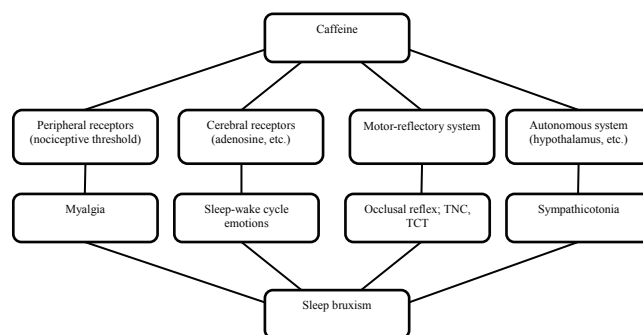 Caffeine
Peripheral receptors
(nociceptive threshold)
Cerebral receptors
(adenosine, etc.)
Motor-reflectory system
Autonomous system
(hypothalamus, etc.)
Myalgia
Sleep-wake cycle
emotions
Occlusal reflex; TNC,
TCT
Sympathicotonia
Sleep bruxism